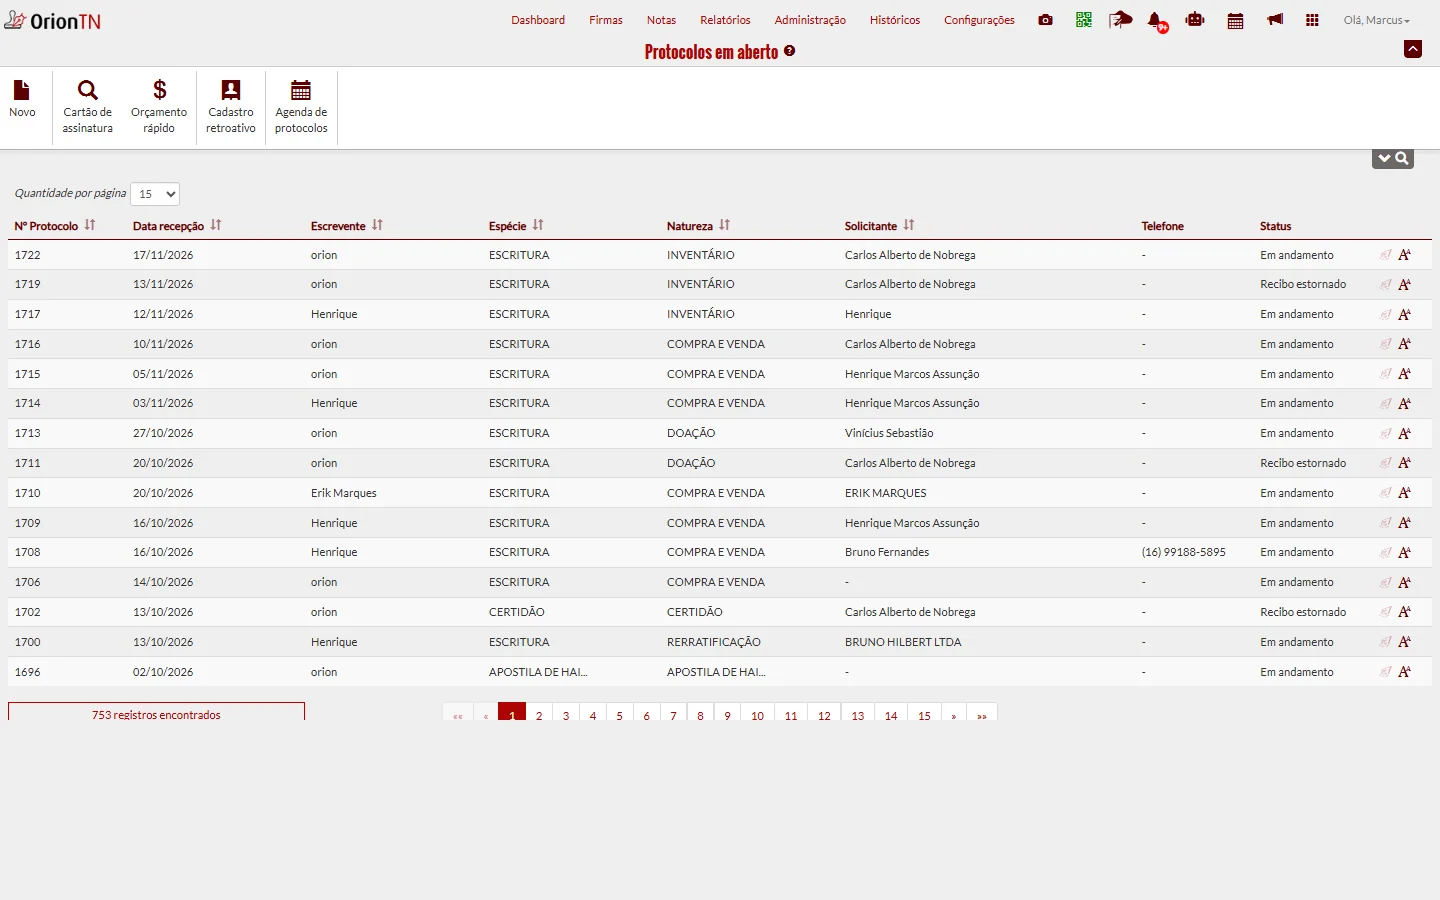 OrionTN
Dashboard Firmas Notas Relatórios Administração Históricos Configurações 9+ Olá, Marcus
Protocolos em aberto ?
Novo
Cartão de assinatura
Orçamento rápido
Cadastro retroativo
Agenda de protocolos
Quantidade por página 15
Nº Protocolo Data recepção Escrevente Espécie Natureza Solicitante Telefone Status
1722 17/11/2026 orion ESCRITURA INVENTÁRIO Carlos Alberto de Nobrega - Em andamento
1719 13/11/2026 orion ESCRITURA INVENTÁRIO Carlos Alberto de Nobrega - Recibo estornado
1717 12/11/2026 Henrique ESCRITURA INVENTÁRIO Henrique - Em andamento
1716 10/11/2026 orion ESCRITURA COMPRA E VENDA Carlos Alberto de Nobrega - Em andamento
1715 05/11/2026 orion ESCRITURA COMPRA E VENDA Henrique Marcos Assunção - Em andamento
1714 03/11/2026 Henrique ESCRITURA COMPRA E VENDA Henrique Marcos Assunção - Em andamento
1713 27/10/2026 orion ESCRITURA DOAÇÃO Vinícius Sebastião - Em andamento
1711 20/10/2026 orion ESCRITURA DOAÇÃO Carlos Alberto de Nobrega - Recibo estornado
1710 20/10/2026 Erik Marques ESCRITURA COMPRA E VENDA ERIK MARQUES - Em andamento
1709 16/10/2026 Henrique ESCRITURA COMPRA E VENDA Henrique Marcos Assunção - Em andamento
1708 16/10/2026 Henrique ESCRITURA COMPRA E VENDA Bruno Fernandes (16) 99188-5895 Em andamento
1706 14/10/2026 orion ESCRITURA COMPRA E VENDA - - Em andamento
1702 13/10/2026 orion CERTIDÃO CERTIDÃO Carlos Alberto de Nobrega - Recibo estornado
1700 13/10/2026 Henrique ESCRITURA RERRATIFICAÇÃO BRUNO HILBERT LTDA - Em andamento
1696 02/10/2026 orion APOSTILA DE HAI... APOSTILA DE HAI... - - Em andamento
753 registros encontrados «« « 1 2 3 4 5 6 7 8 9 10 11 12 13 14 15 » »»